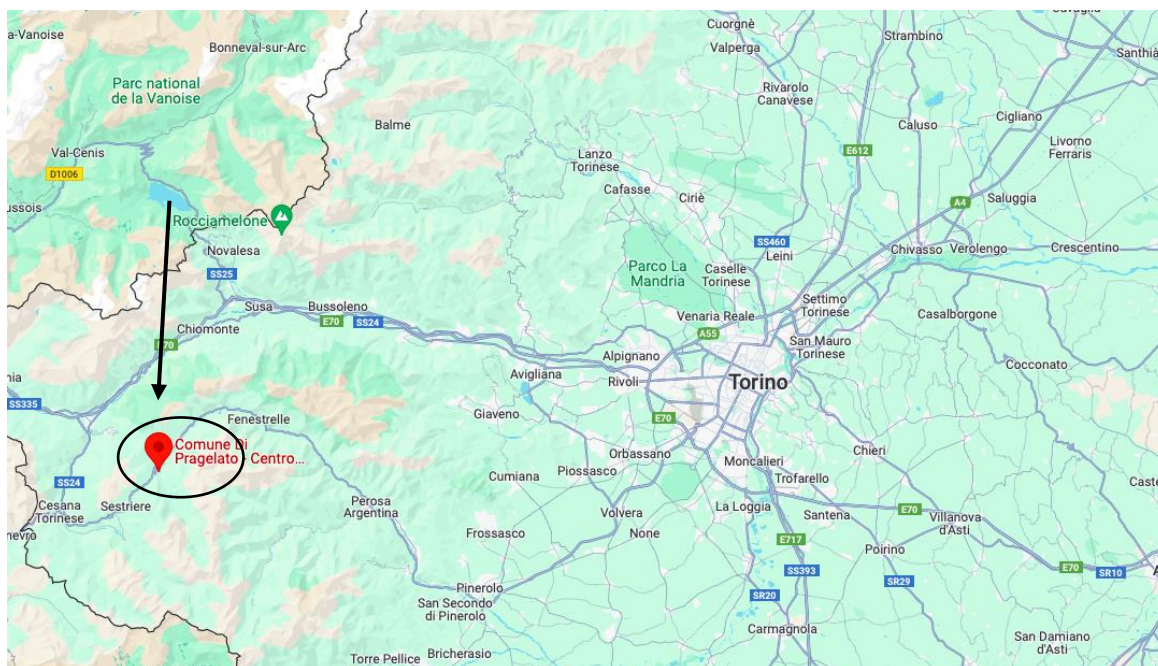 Cuorgnè
Cavaglià
a-Vanoise
Strambino
Bonneval-sur-Arc
Valperga
Santhià
Parc national
de la Vanoise
Rivarolo
Canavese
Cigliano
Balme
Caluso
Val-Cenis
E612
Livorno
Ferraris
D1006
Lanzo
Torinese
Cafasse
Ciriè
ussois
A4
Saluggia
Rocciamelone
SS460
Leini
Chivasso
Verolengo
Crescentino
Novalesa
Parco La
Mandria
Caselle
Torinese
SS25
Settimo
Torinese
Susa
Bussoleno
Venaria Reale
Casalborgone
E70
SS24
Chiomonte
A55
San Mauro
Torinese
E70
Alpignano
Cocconato
Avigliana
Rivoli
Torino
nia
SS335
Giaveno
Fenestrelle
E70
Comune Di
Pragelato - Centro...
Orbassano
Chieri
Moncalieri
Cumiana
Piossasco
Trofarello
SS24
Caste
Cesana
Torinese
Sestriere
Perosa
Argentina
La Loggia
Santena
E70
Volvera
Villanova
d'Asti
nevro
Frossasco
None
E717
Poirino
E70
SS393
SR29
SR10
A
Pinerolo
San Secondo
di Pinerolo
SR20
Carmagnola
San Damiano
d'Asti
Torre Pellice
Bricherasio